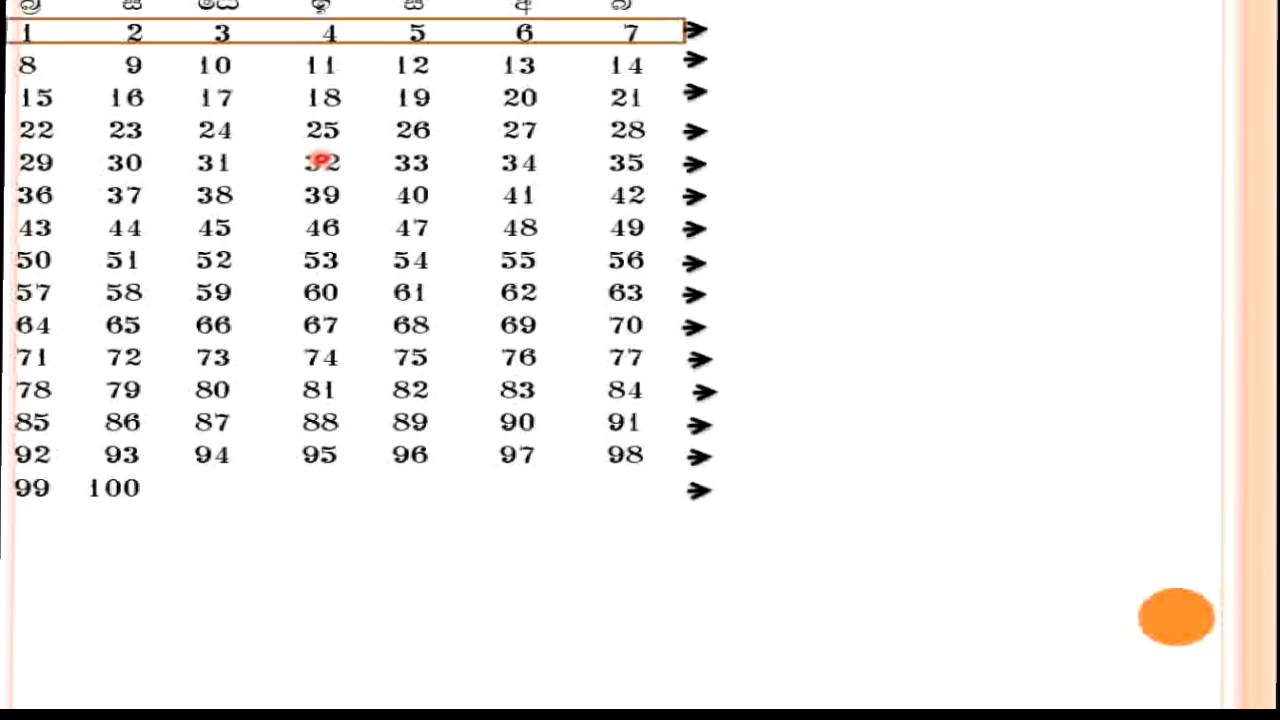 1 2 3 4 5 6 7
8 9 10 11 12 13 14
15 16 17 18 19 20 21
22 23 24 25 26 27 28
29 30 31 32 33 34 35
36 37 38 39 40 41 42
43 44 45 46 47 48 49
50 51 52 53 54 55 56
57 58 59 60 61 62 63
64 65 66 67 68 69 70
71 72 73 74 75 76 77
78 79 80 81 82 83 84
85 86 87 88 89 90 91
92 93 94 95 96 97 98
99 100